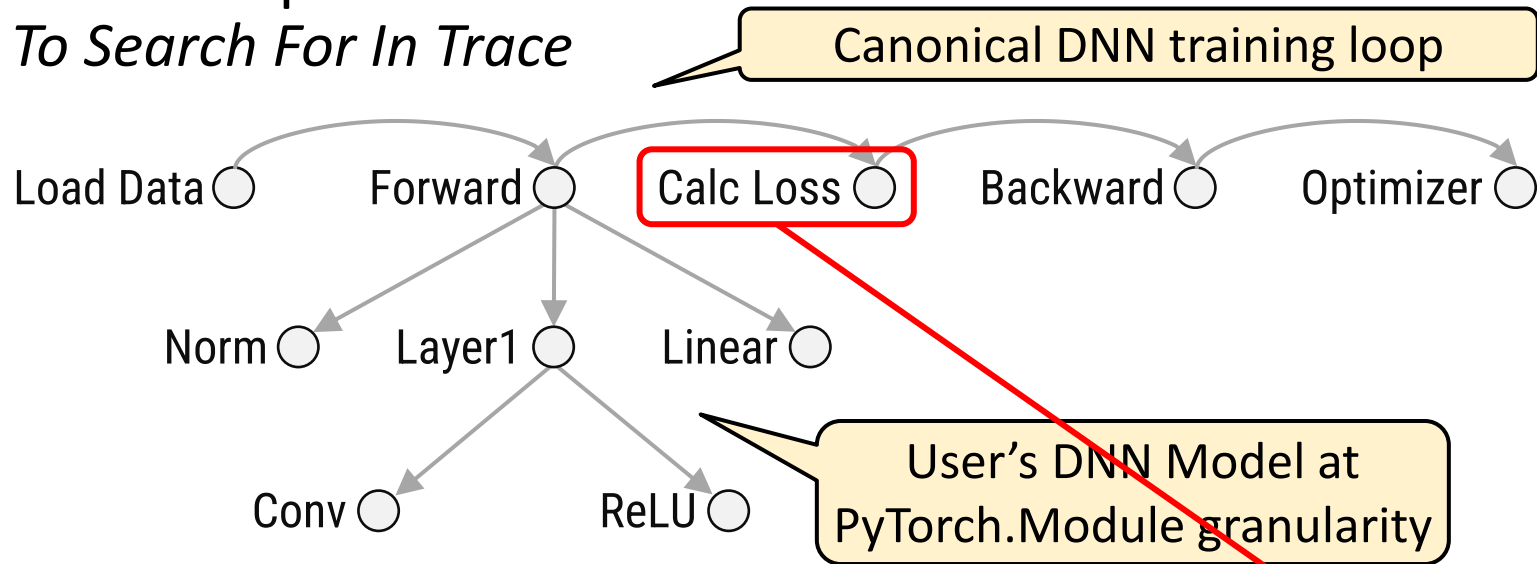 To Search For In Trace
Canonical DNN training loop
Load Data
Forward
Calc Loss
Backward
Optimizer
Norm
Layer1
Linear
User’s DNN Model at
PyTorch.Module granularity
Conv
ReLU